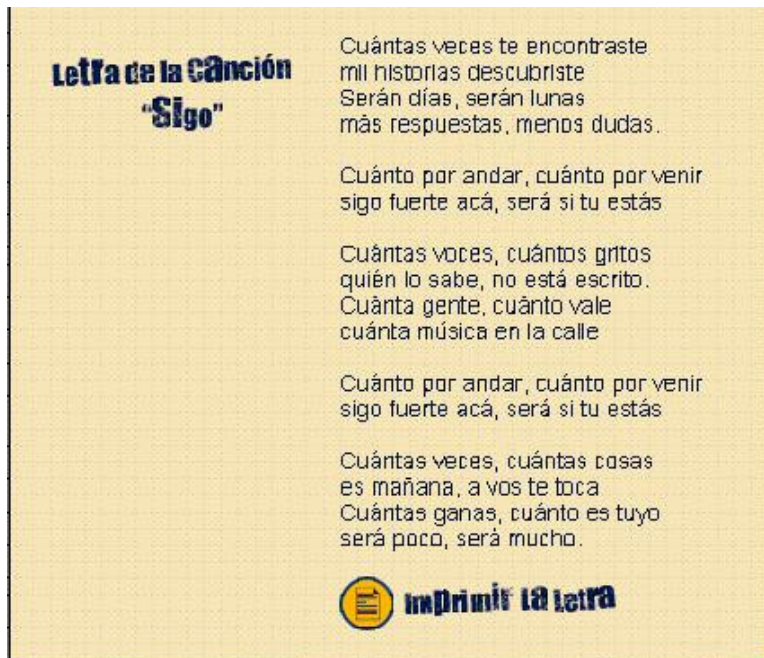 Letra de la Canción
“Sigo”
Cuántas veces te encontraste
mil historias descubriste
Serán días, serán lunas
más respuestas, menos dudas.
Cuánto por andar, cuánto por venir
sigo fuerte acá, será si tu estás
Cuántas voces, cuántos gritos
quién lo sabe, no está escrito.
Cuánta gente, cuánto vale
cuánta música en la calle
Cuánto por andar, cuánto por venir
sigo fuerte acá, será si tu estás
Cuántas veces, cuántas cosas
es mañana, a vos te toca
Cuántas ganas, cuánto es tuyo
será poco, será mucho.
Imprimir la Letra